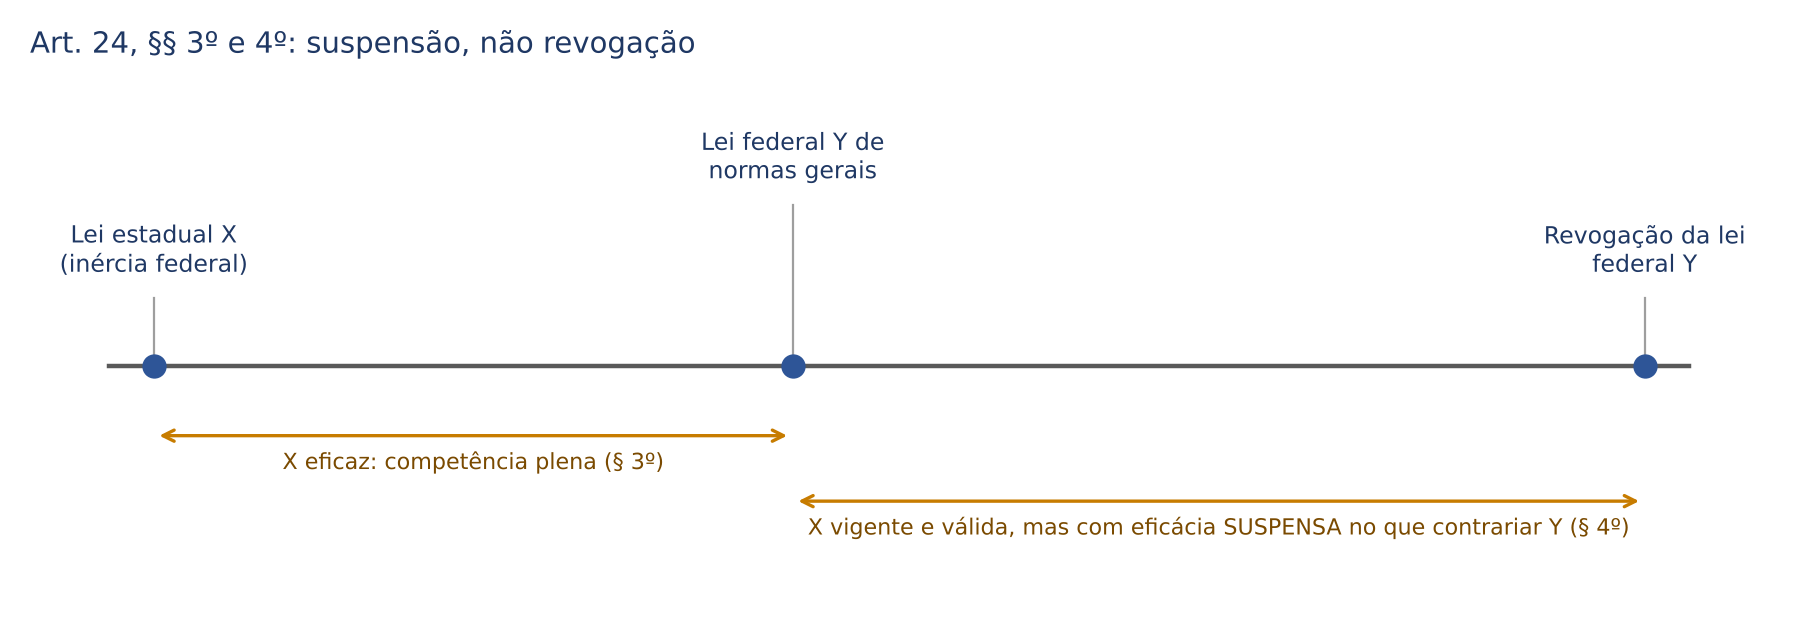 Art. 24, §§ 3º e 4º: suspensão, não revogação
Lei federal Y de
normas gerais
Lei estadual X
(inércia federal)
Revogação da lei
federal Y
X eficaz: competência plena (§ 3º)
X vigente e válida, mas com eficácia SUSPENSA no que contrariar Y (§ 4º)